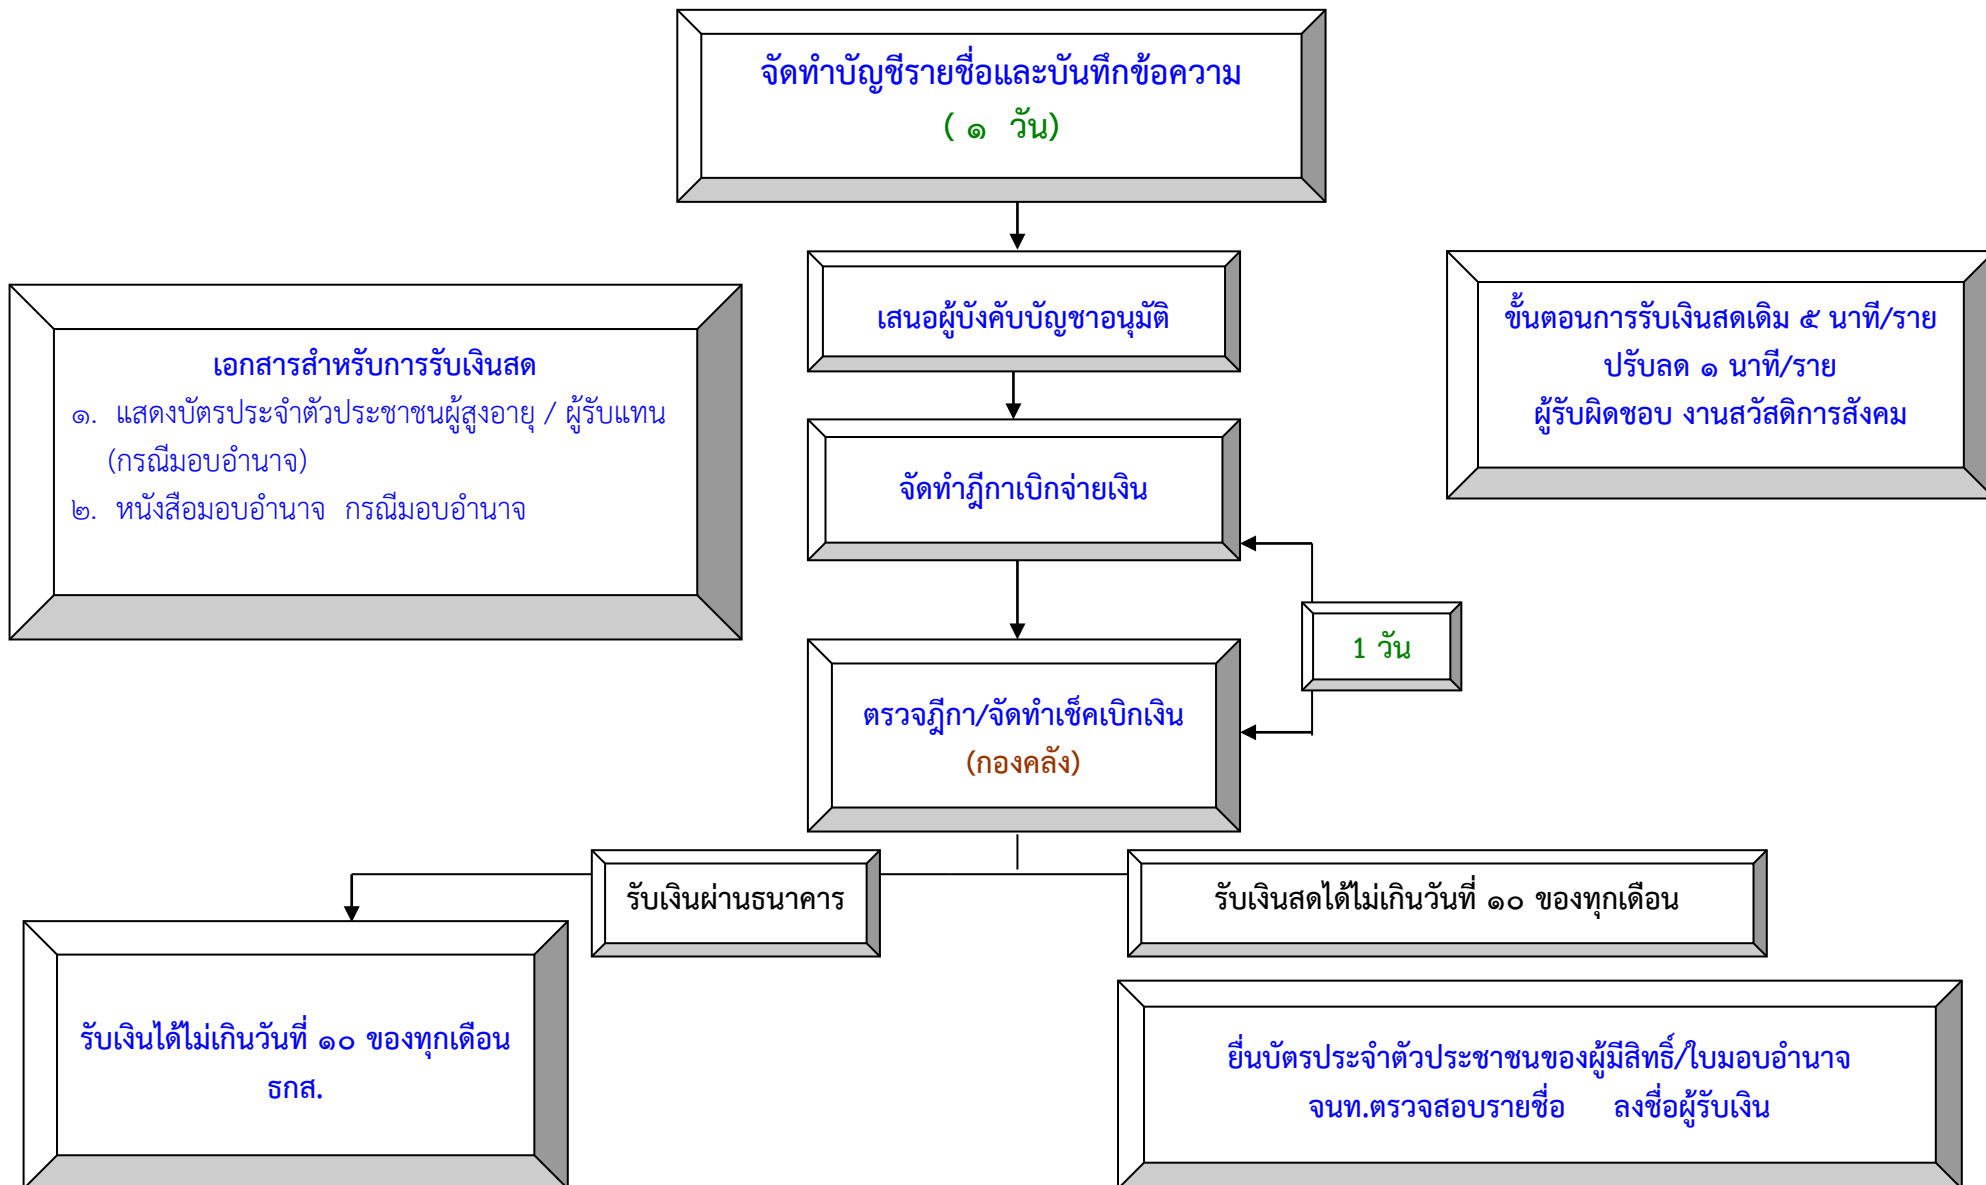 จัดทำบัญชีรายชื่อและบันทึกข้อความ
( ๑ วัน)
เสนอผู้บังคับบัญชาอนุมัติ
เอกสารสำหรับการรับเงินสด
๑. แสดงบัตรประจำตัวประชาชนผู้สูงอายุ / ผู้รับแทน
(กรณีมอบอำนาจ)
๒. หนังสือมอบอำนาจ กรณีมอบอำนาจ
ขั้นตอนการรับเงินสดเดิม ๕ นาที/ราย
ปรับลด ๑ นาที/ราย
ผู้รับผิดชอบ งานสวัสดิการสังคม
จัดทำฎีกาเบิกจ่ายเงิน
1 วัน
ตรวจฎีกา/จัดทำเช็คเบิกเงิน
(กองคลัง)
รับเงินผ่านธนาคาร
รับเงินสดได้ไม่เกินวันที่ ๑๐ ของทุกเดือน
รับเงินได้ไม่เกินวันที่ ๑๐ ของทุกเดือน
ธกส.
ยื่นบัตรประจำตัวประชาชนของผู้มีสิทธิ์/ใบมอบอำนาจ
จนท.ตรวจสอบรายชื่อ ลงชื่อผู้รับเงิน